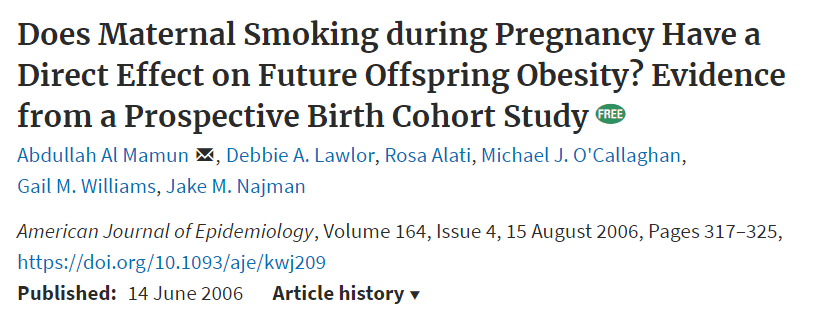 Does Maternal Smoking during Pregnancy Have a
Direct Effect on Future Offspring Obesity? Evidence
from a Prospective Birth Cohort Study FREE
Abdullah Al Mamun, Debbie A. Lawlor, Rosa Alati, Michael J. O'Callaghan,
Gail M. Williams, Jake M. Najman
American Journal of Epidemiology, Volume 164, Issue 4, 15 August 2006, Pages 317–325,
https://doi.org/10.1093/aje/kwj209
Published: 14 June 2006 Article history ▾